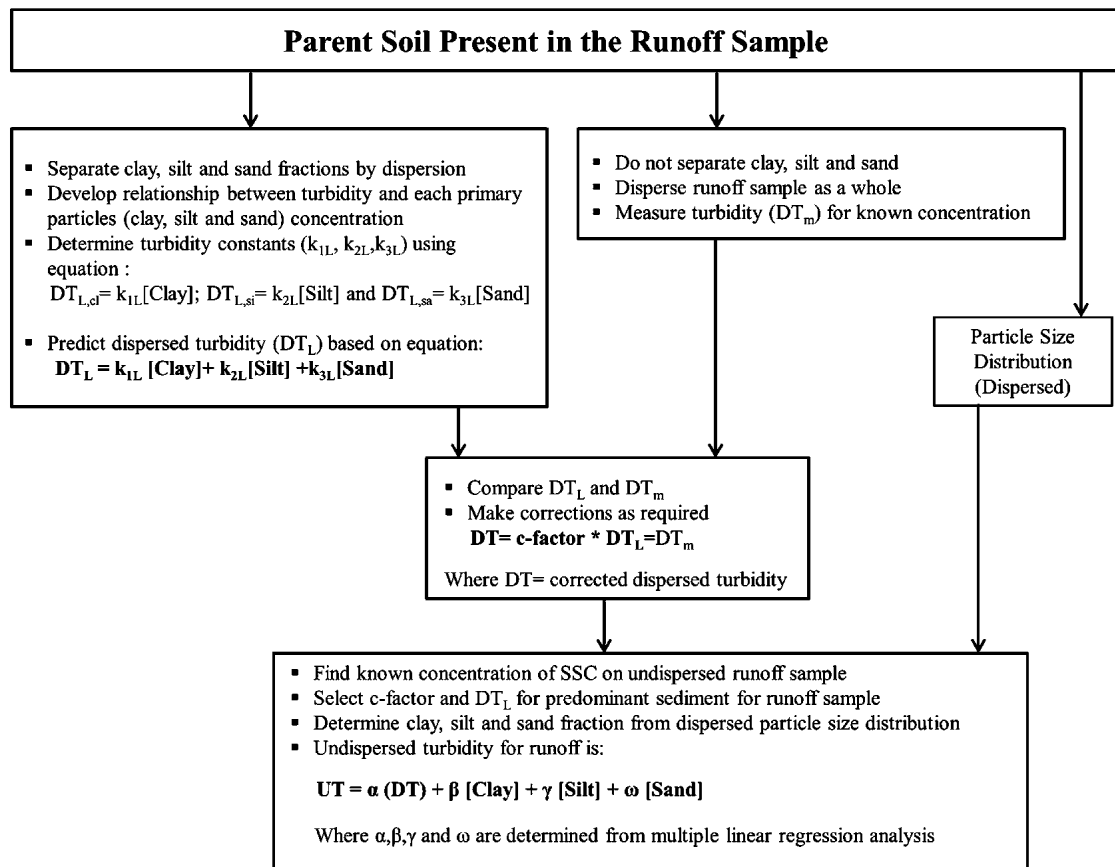 Parent Soil Present in the Runoff Sample
▪ Separate clay, silt and sand fractions by dispersion
▪ Develop relationship between turbidity and each primary
particles (clay, silt and sand) concentration
▪ Determine turbidity constants (k1L, k2L,k3L) using
equation :
DTL,cl= k1L[Clay]; DTL,si= k2L[Silt] and DTL,sa= k3L[Sand]
▪ Predict dispersed turbidity (DTL) based on equation:
DTL = k1L [Clay]+ k2L[Silt] +k3L[Sand]
▪ Do not separate clay, silt and sand
▪ Disperse runoff sample as a whole
▪ Measure turbidity (DTm) for known concentration
Particle Size
Distribution
(Dispersed)
▪ Compare DTL and DTm
▪ Make corrections as required
DT= c-factor * DTL=DTm
Where DT= corrected dispersed turbidity
▪ Find known concentration of SSC on undispersed runoff sample
▪ Select c-factor and DTL for predominant sediment for runoff sample
▪ Determine clay, silt and sand fraction from dispersed particle size distribution
▪ Undispersed turbidity for runoff is:
UT = α (DT) + β [Clay] + γ [Silt] + ω [Sand]
Where α,β,γ and ω are determined from multiple linear regression analysis